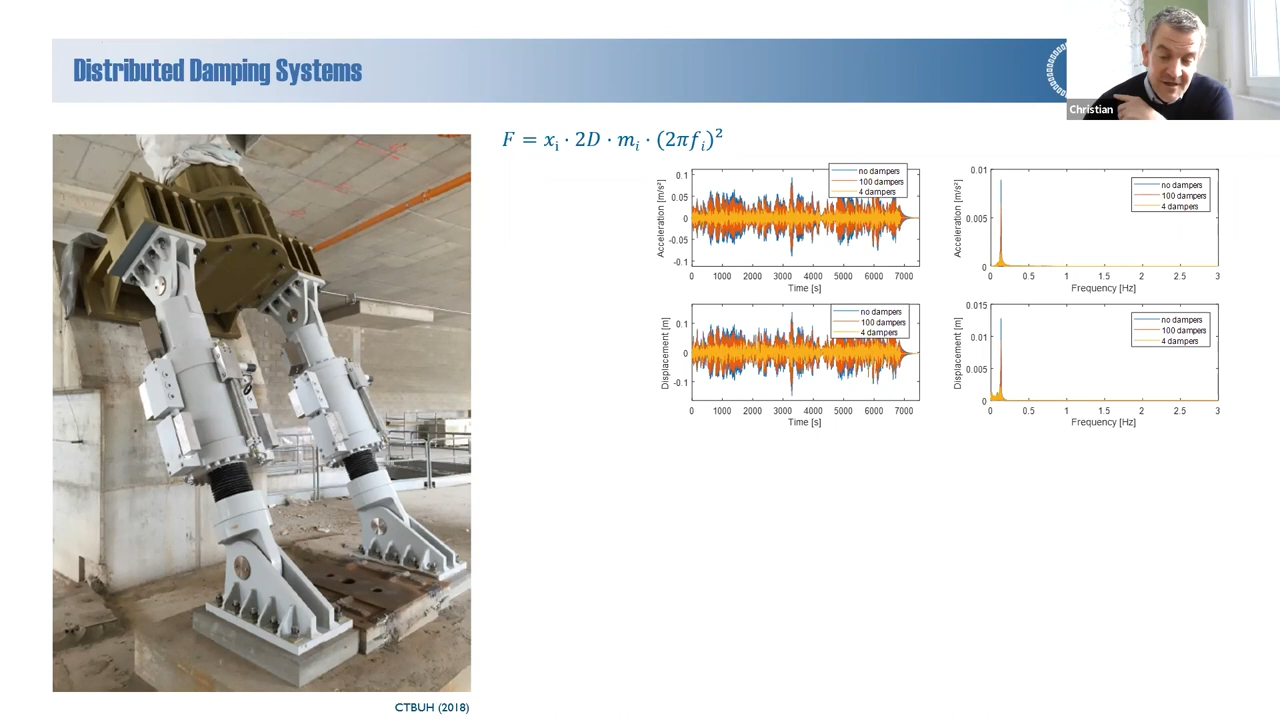 Distributed Damping Systems
Christian
F = xᵢ · 2D · mᵢ · (2πfᵢ)²
no dampers
100 dampers
4 dampers
0.1
0.05
0
-0.05
-0.1
Acceleration [m/s²]
0 1000 2000 3000 4000 5000 6000 7000
Time [s]
no dampers
100 dampers
4 dampers
0.01
0.005
0
Acceleration [m/s²]
0 0.5 1 1.5 2 2.5 3
Frequency [Hz]
no dampers
100 dampers
4 dampers
0.1
0
-0.1
Displacement [m]
0 1000 2000 3000 4000 5000 6000 7000
Time [s]
no dampers
100 dampers
4 dampers
0.015
0.01
0.005
0
Displacement [m]
0 0.5 1 1.5 2 2.5 3
Frequency [Hz]
CTBUH (2018)